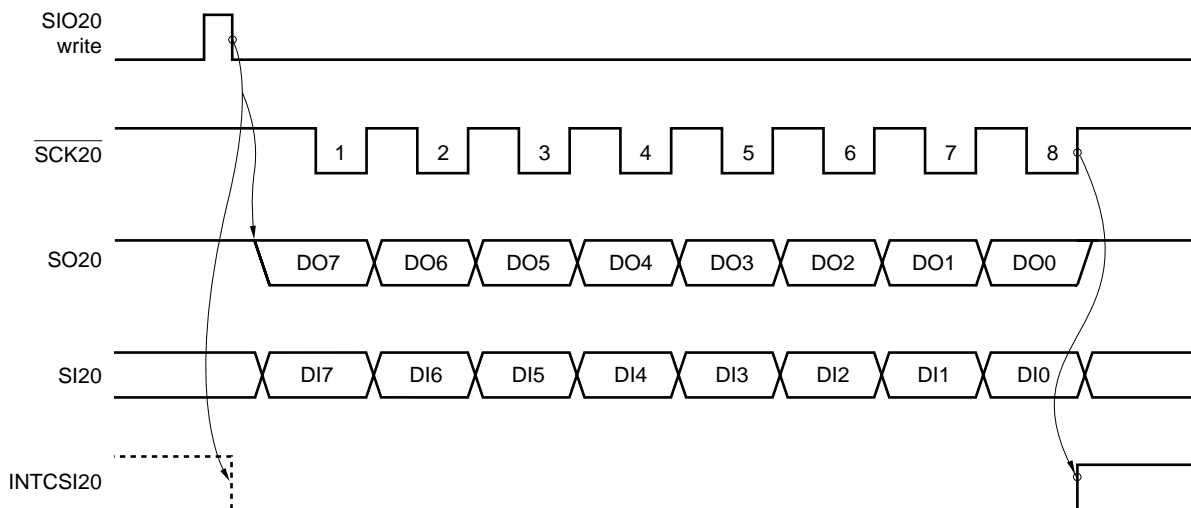 SIO20
write
SCK20
1 2 3 4 5 6 7 8
SO20
DO7 DO6 DO5 DO4 DO3 DO2 DO1 DO0
SI20
DI7 DI6 DI5 DI4 DI3 DI2 DI1 DI0
INTCSI20